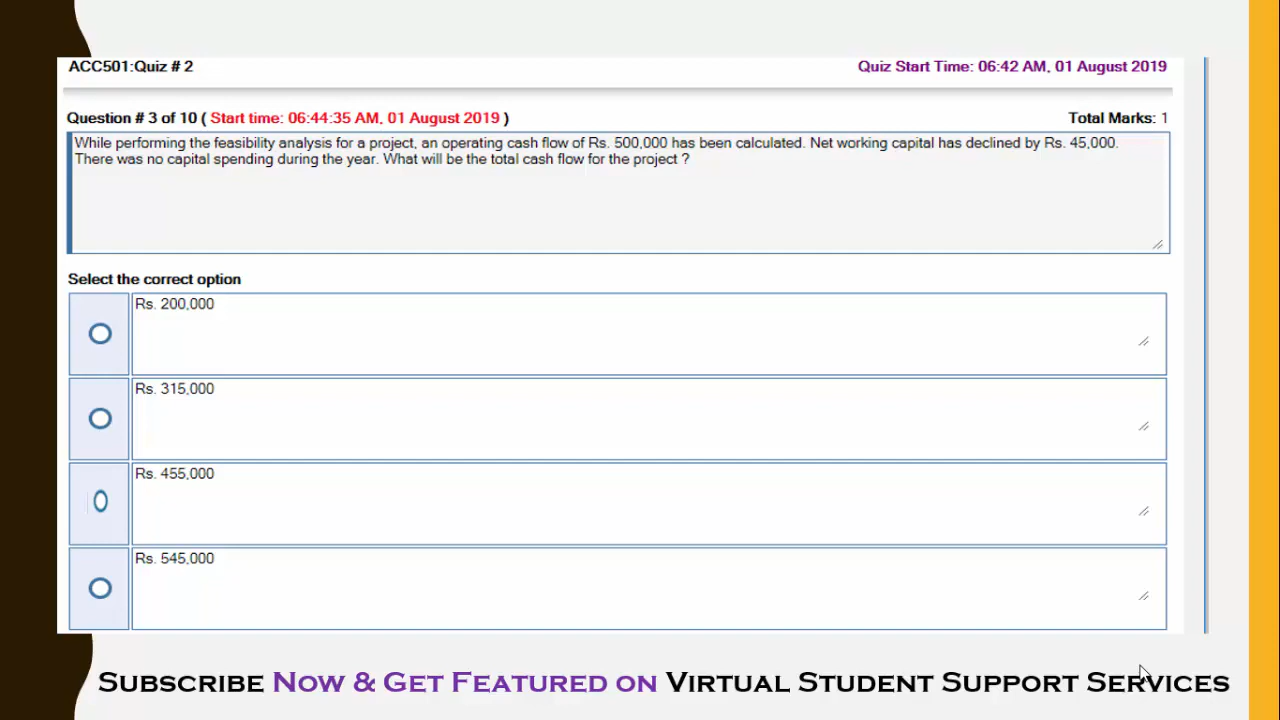 ACC501:Quiz # 2
Quiz Start Time: 06:42 AM, 01 August 2019
Question # 3 of 10 ( Start time: 06:44:35 AM, 01 August 2019 )
Total Marks: 1
While performing the feasibility analysis for a project, an operating cash flow of Rs. 500,000 has been calculated. Net working capital has declined by Rs. 45,000.
There was no capital spending during the year. What will be the total cash flow for the project ?
Select the correct option
Rs. 200,000
Rs. 315,000
Rs. 455,000
Rs. 545,000
Subscribe Now & Get Featured on Virtual Student Support Services